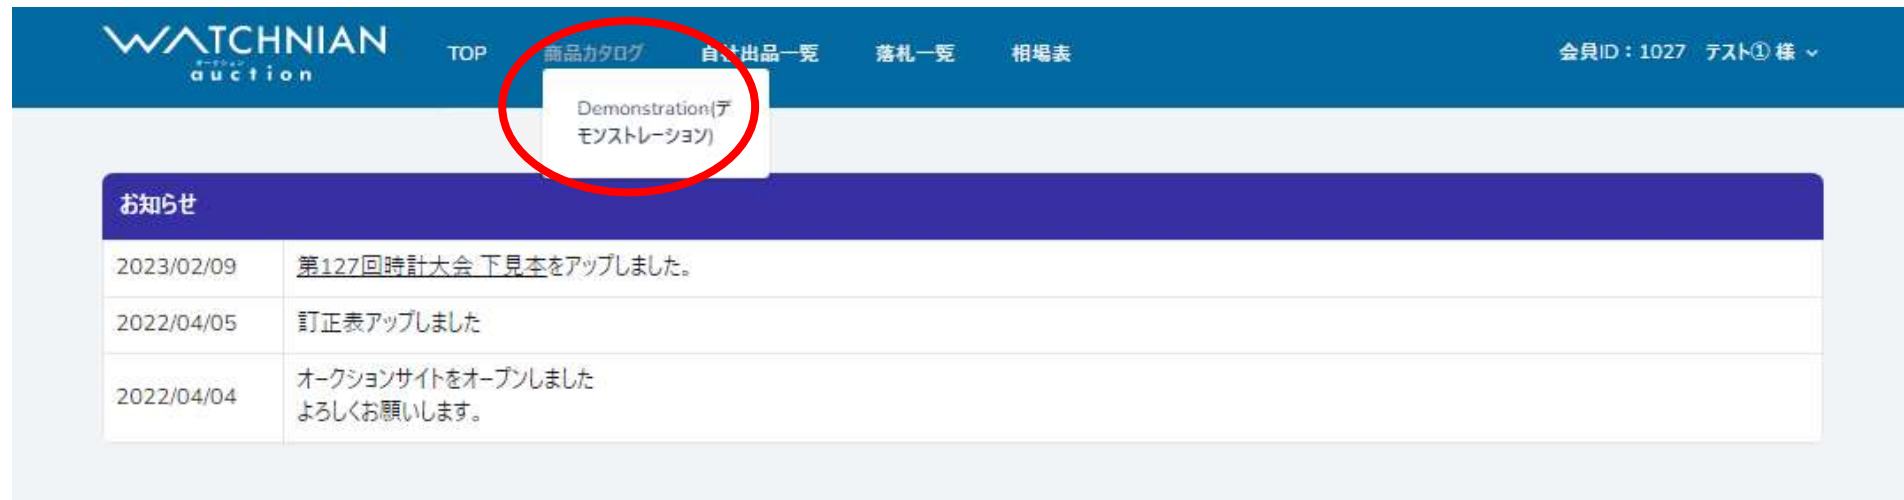 WATCHNIAN
オークション
auction
TOP 商品カタログ 自社出品一覧 落札一覧 相場表 会員ID：1027 テスト① 様
Demonstration(デ
モンストレーション)
お知らせ
2023/02/09 第127回時計大会 下見本をアップしました。
2022/04/05 訂正表アップしました
2022/04/04 オークションサイトをオープンしました
よろしくお願いします。